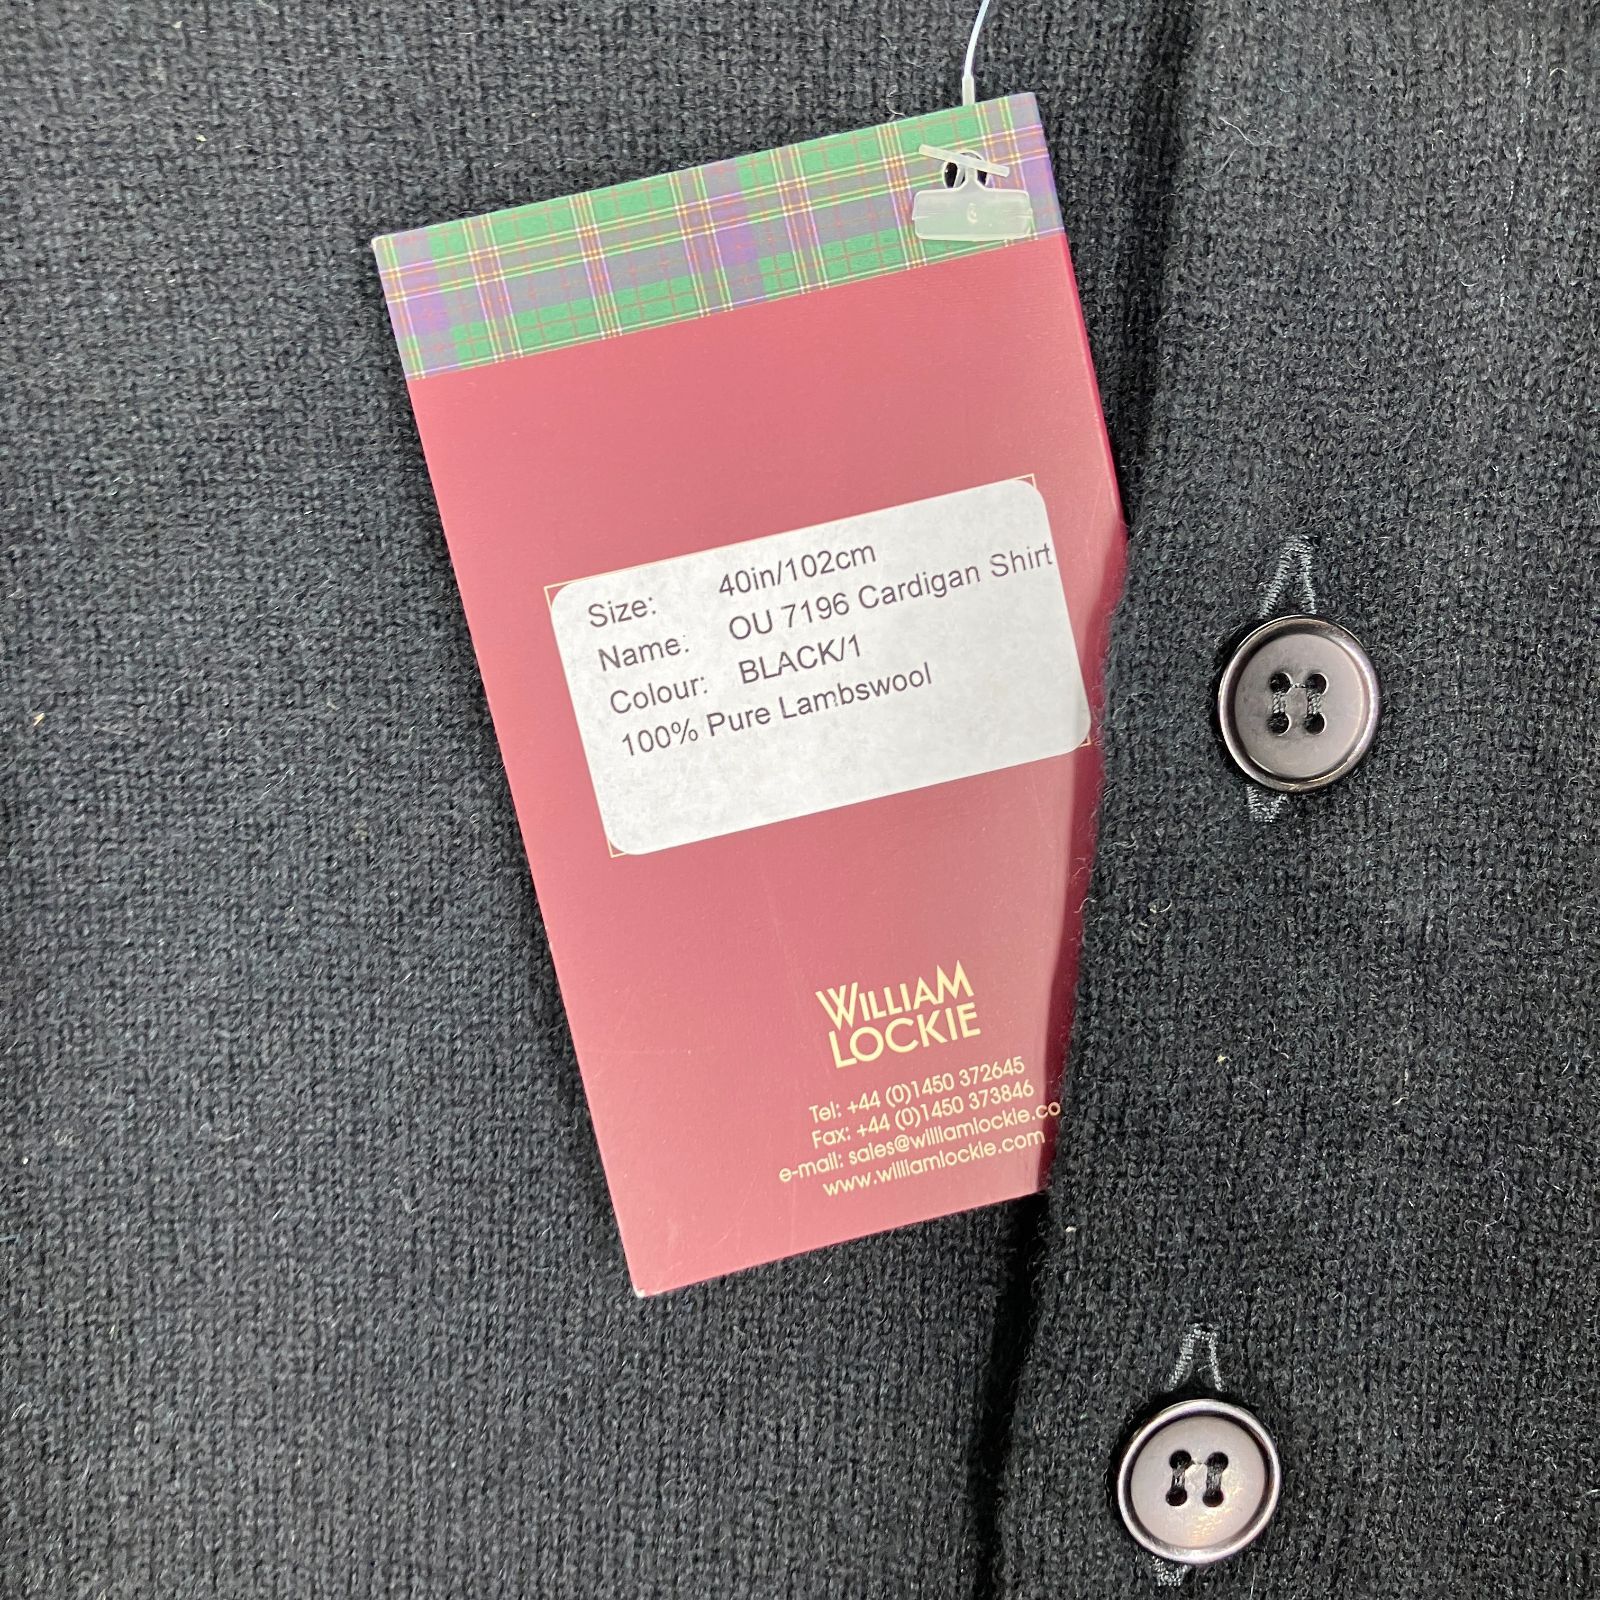 Size: 40in/102cm
Name: OU 7196 Cardigan Shirt
Colour: BLACK/1
100% Pure Lambswool
WILLIAM
LOCKIE
Tel: +44 (0)1450 372645
Fax: +44 (0)1450 373846
e-mail: sales@williamlockie.co
www.williamlockie.com